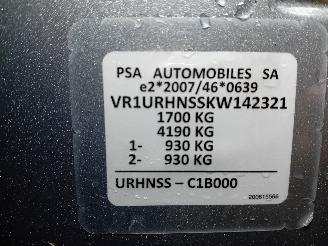 PSA AUTOMOBILES SA
e2*2007/46*0639
VR1URHNSSKW142321
1700 KG
4190 KG
1- 930 KG
2- 930 KG
URHNSS – C1B000
200815566